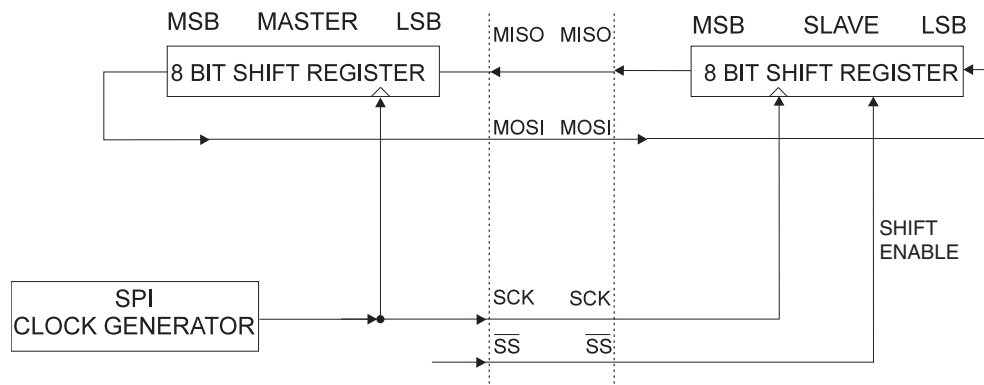 MSB MASTER LSB
MISO MISO
MSB SLAVE LSB
8 BIT SHIFT REGISTER
8 BIT SHIFT REGISTER
MOSI MOSI
SHIFT
ENABLE
SPI
CLOCK GENERATOR
SCK SCK
SS SS